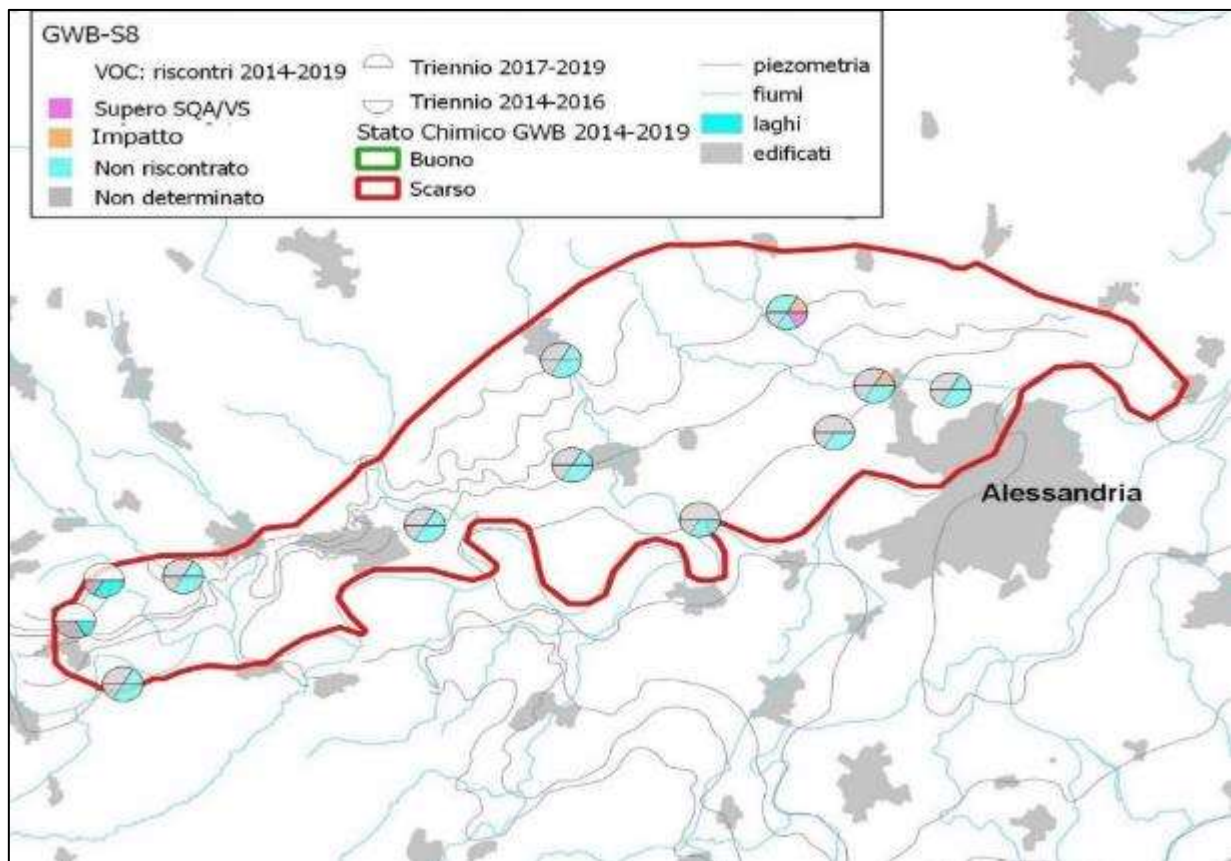 GWB-S8
VOC: riscontri 2014-2019
Supero SQA/VS
Impatto
Non riscontrato
Non determinato
Triennio 2017-2019
Triennio 2014-2016
Stato Chimico GWB 2014-2019
Buono
Scarso
piezometria
fiumi
laghi
edificati
Alessandria